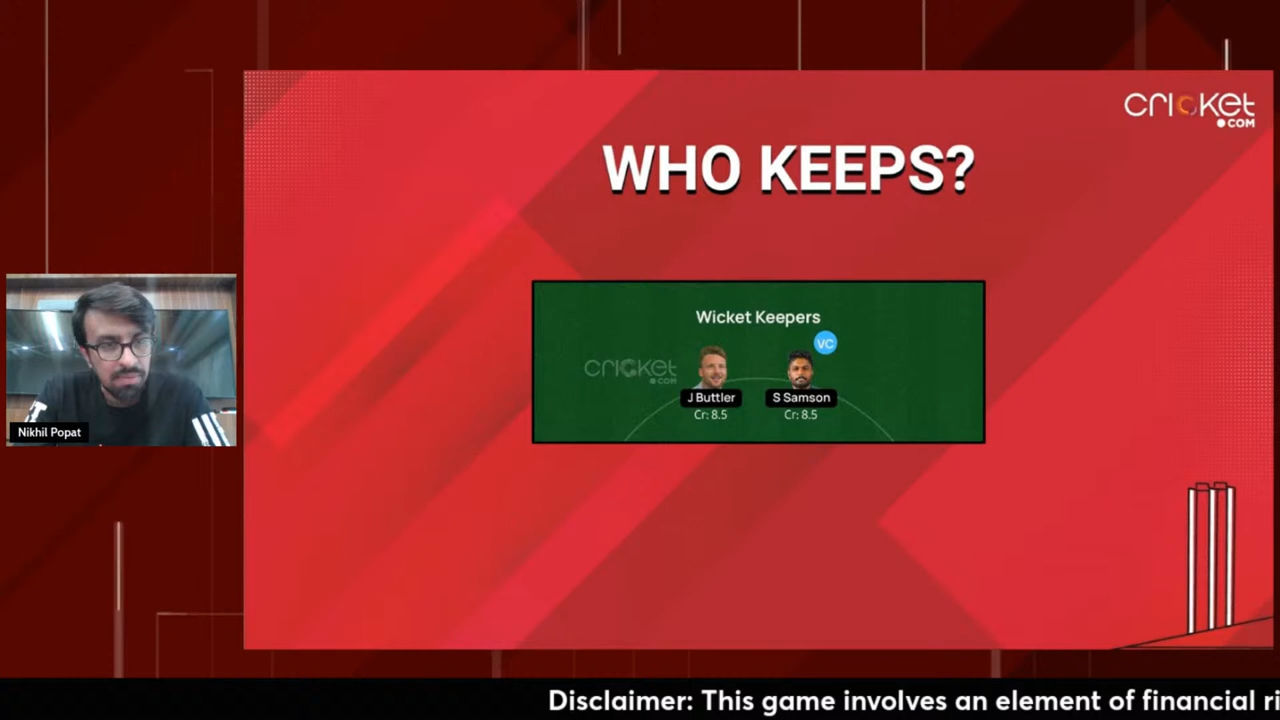 cricket
.COM
WHO KEEPS?
Wicket Keepers
VC
cricket
.COM
J Buttler
S Samson
Cr: 8.5
Cr: 8.5
Nikhil Popat
Disclaimer: This game involves an element of financial ri